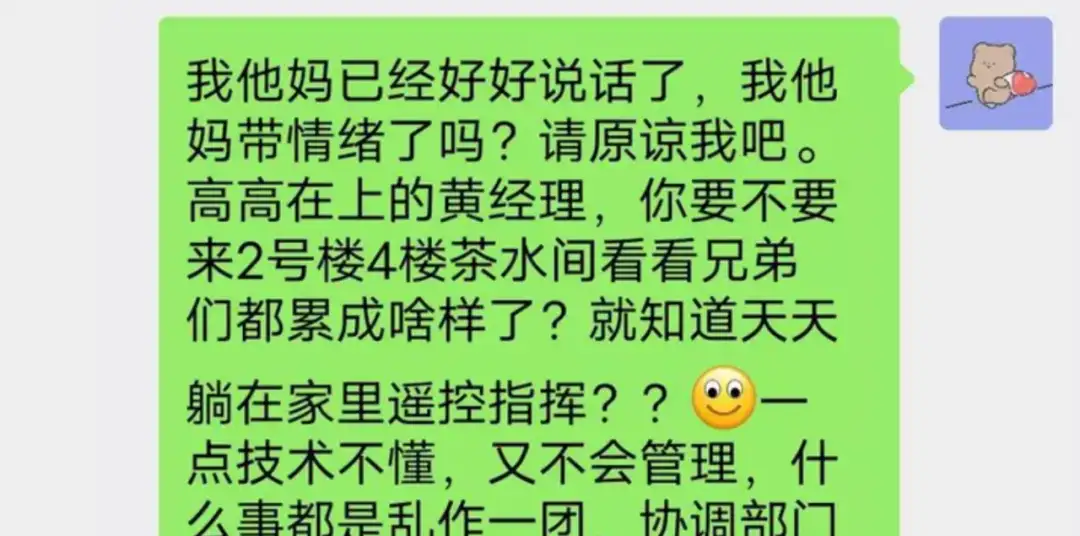 我他妈已经好好说话了，我他
妈带情绪了吗？请原谅我吧。
高高在上的黄经理，你要不要
来2号楼4楼茶水间看看兄弟
们都累成啥样了？就知道天天
躺在家里遥控指挥？？一
点技术不懂，又不会管理，什
么事都是乱作一团、协调部门